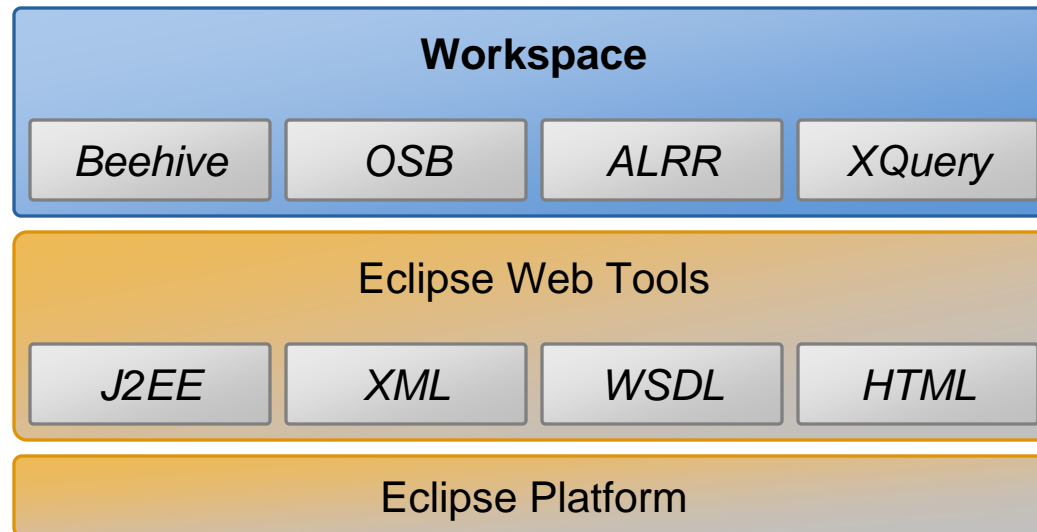 Workspace
Beehive OSB ALRR XQuery
Eclipse Web Tools
J2EE XML WSDL HTML
Eclipse Platform